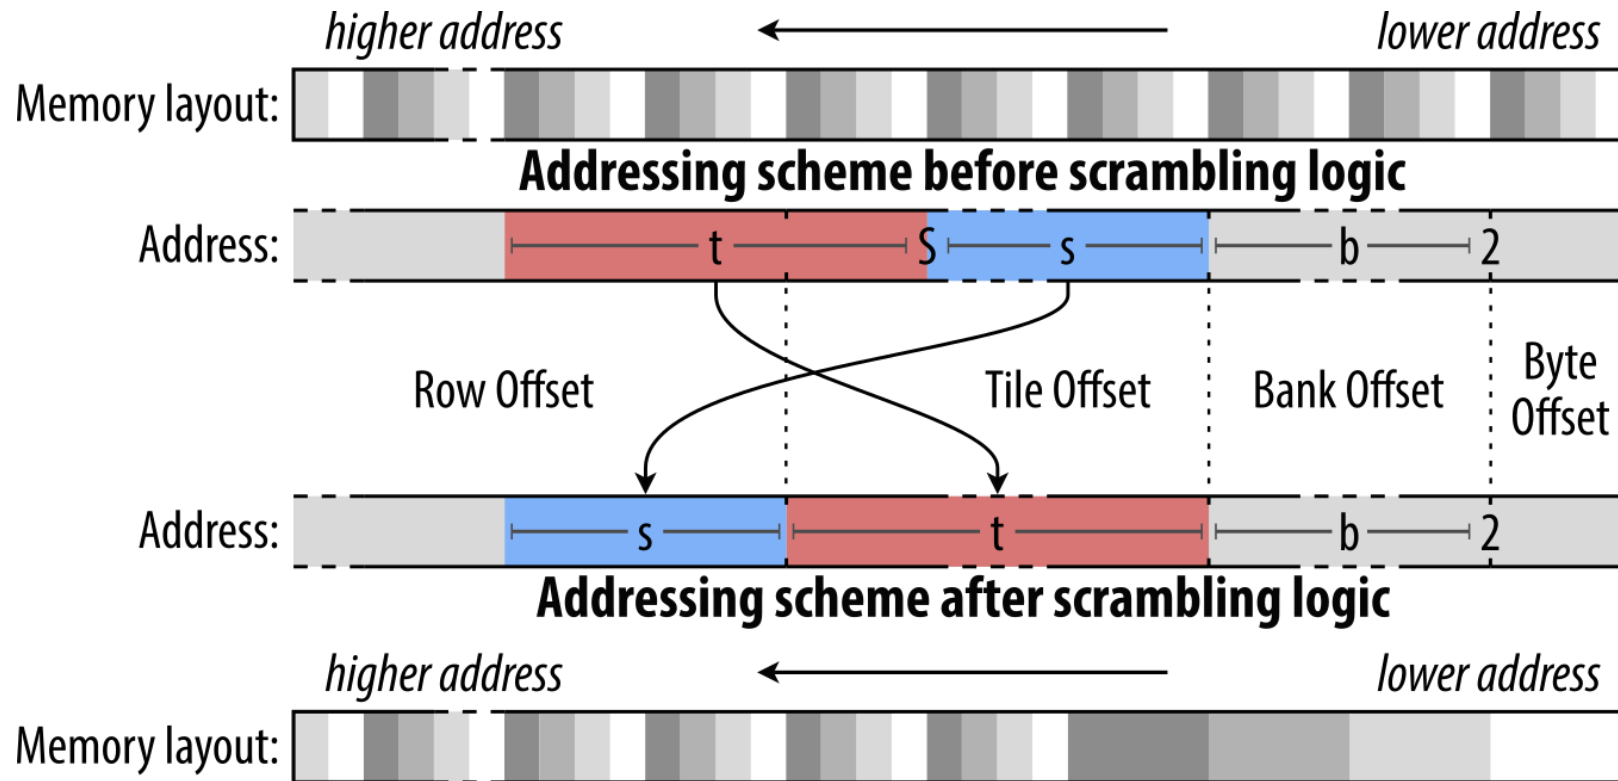 higher address lower address
Memory layout:
Addressing scheme before scrambling logic
Address: t S s b 2
Row Offset Tile Offset Bank Offset Byte Offset
Address: s t b 2
Addressing scheme after scrambling logic
higher address lower address
Memory layout: